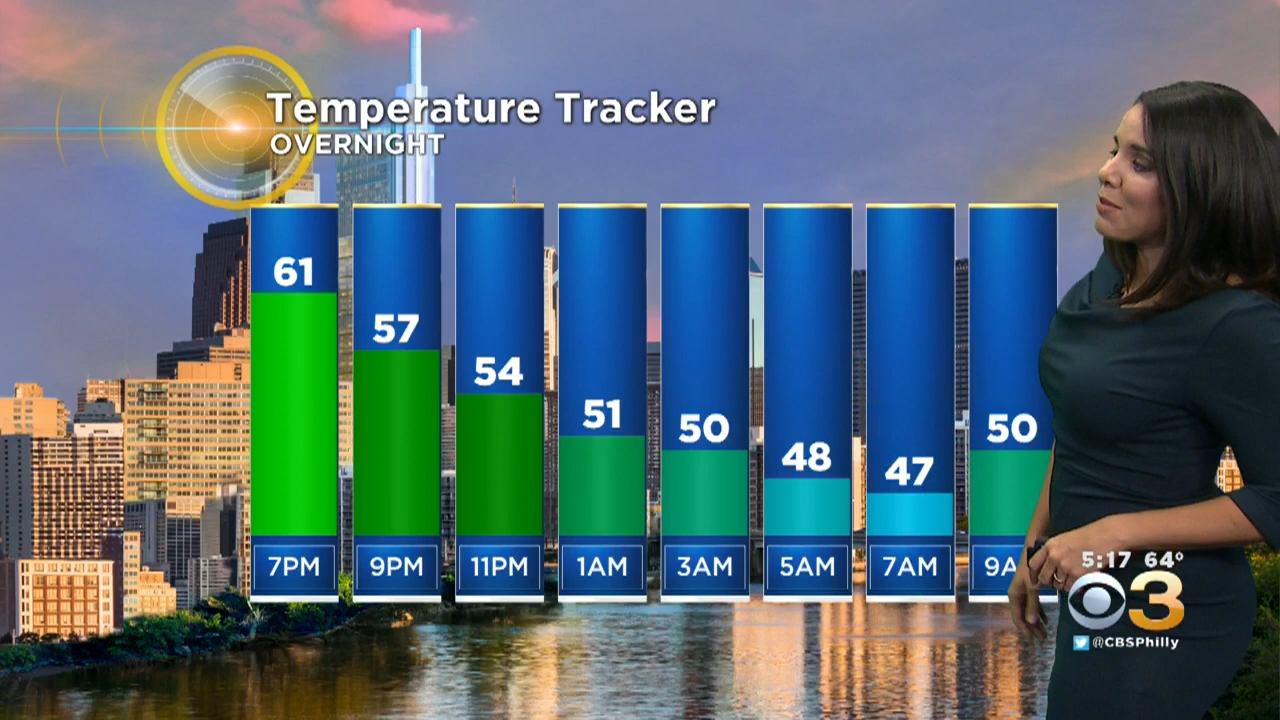 Temperature Tracker
OVERNIGHT
61
57
54
51
50
48
47
50
7PM
9PM
11PM
1AM
3AM
5AM
7AM
9A
5:17 64°
3
@CBSPhilly